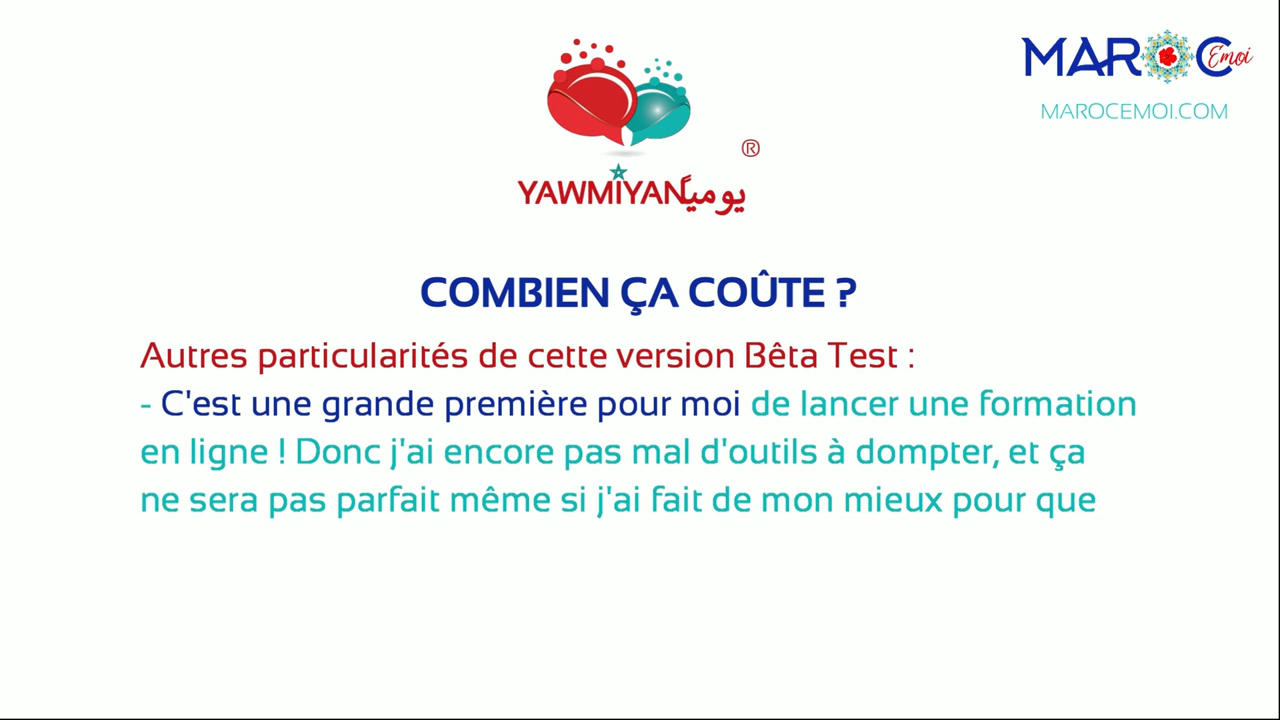 MAROC
Emoi
MAROCEMOI.COM
®
YAWMIYAN يوميا
COMBIEN ÇA COÛTE ?
Autres particularités de cette version Bêta Test :
- C'est une grande première pour moi de lancer une formation
en ligne ! Donc j'ai encore pas mal d'outils à dompter, et ça
ne sera pas parfait même si j'ai fait de mon mieux pour que